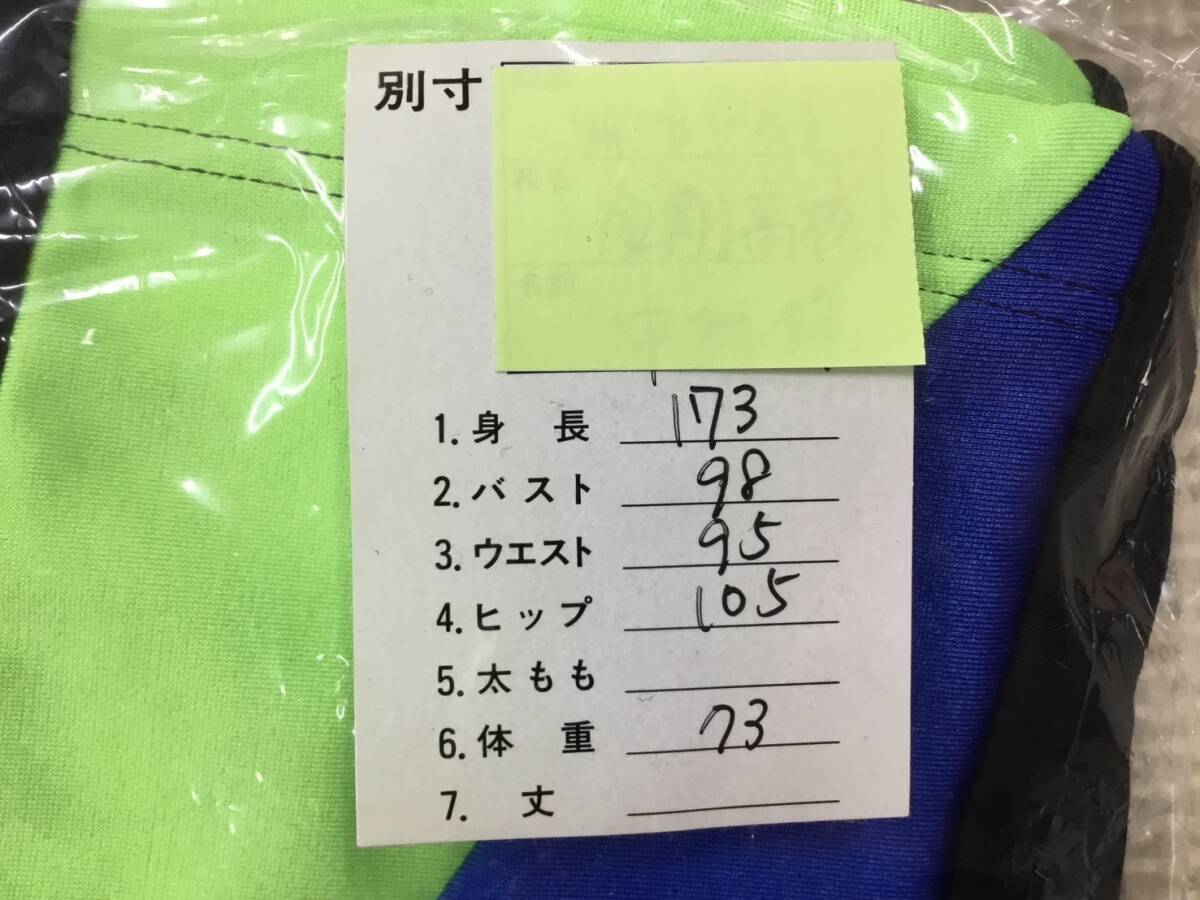 別寸
1. 身長 173
2. バスト 98
3. ウエスト 95
4. ヒップ 105
5. 太もも
6. 体重 73
7. 丈